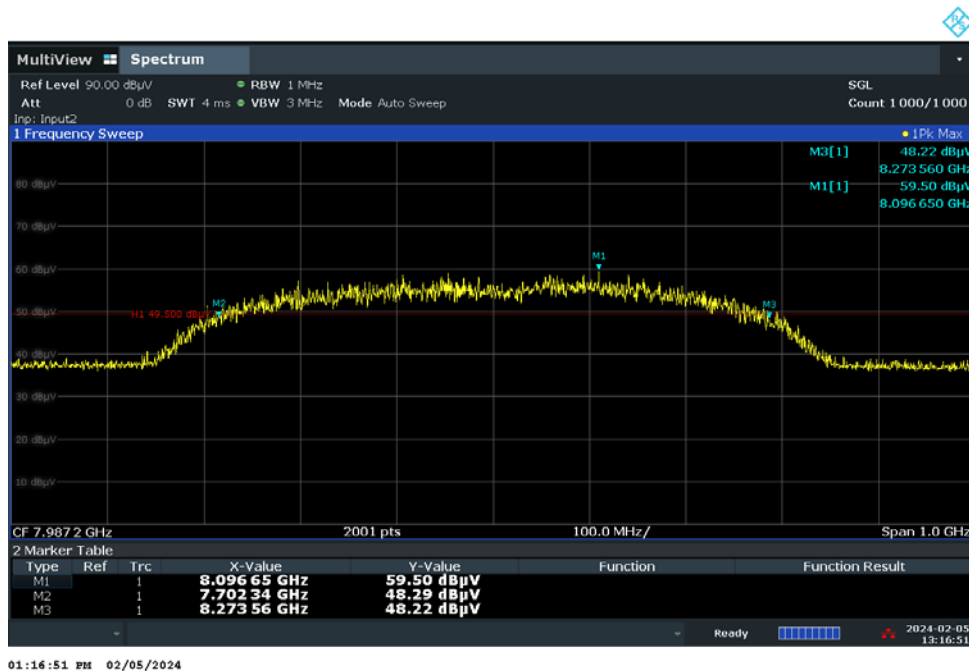 R S
MultiView Spectrum
Ref Level 90.00 dBµV RBW 1 MHz SGL
Att 0 dB SWT 4 ms VBW 3 MHz Mode Auto Sweep Count 1000/1000
Inp: Input2
1 Frequency Sweep 1Pk Max
M3[1] 48.22 dBµV
8.273 560 GHz
80 dBµV M1[1] 59.50 dBµV
8.096 650 GHz
70 dBµV
M1
60 dBµV
M2 M3
50 dBµV H1 49.500 dBµV
40 dBµV
30 dBµV
20 dBµV
10 dBµV
CF 7.987 2 GHz 2001 pts 100.0 MHz/ Span 1.0 GHz
2 Marker Table
Type Ref Trc X-Value Y-Value Function Function Result
M1 1 8.096 65 GHz 59.50 dBµV
M2 1 7.702 34 GHz 48.29 dBµV
M3 1 8.273 56 GHz 48.22 dBµV
Ready 2024-02-05
13:16:51
01:16:51 PM 02/05/2024